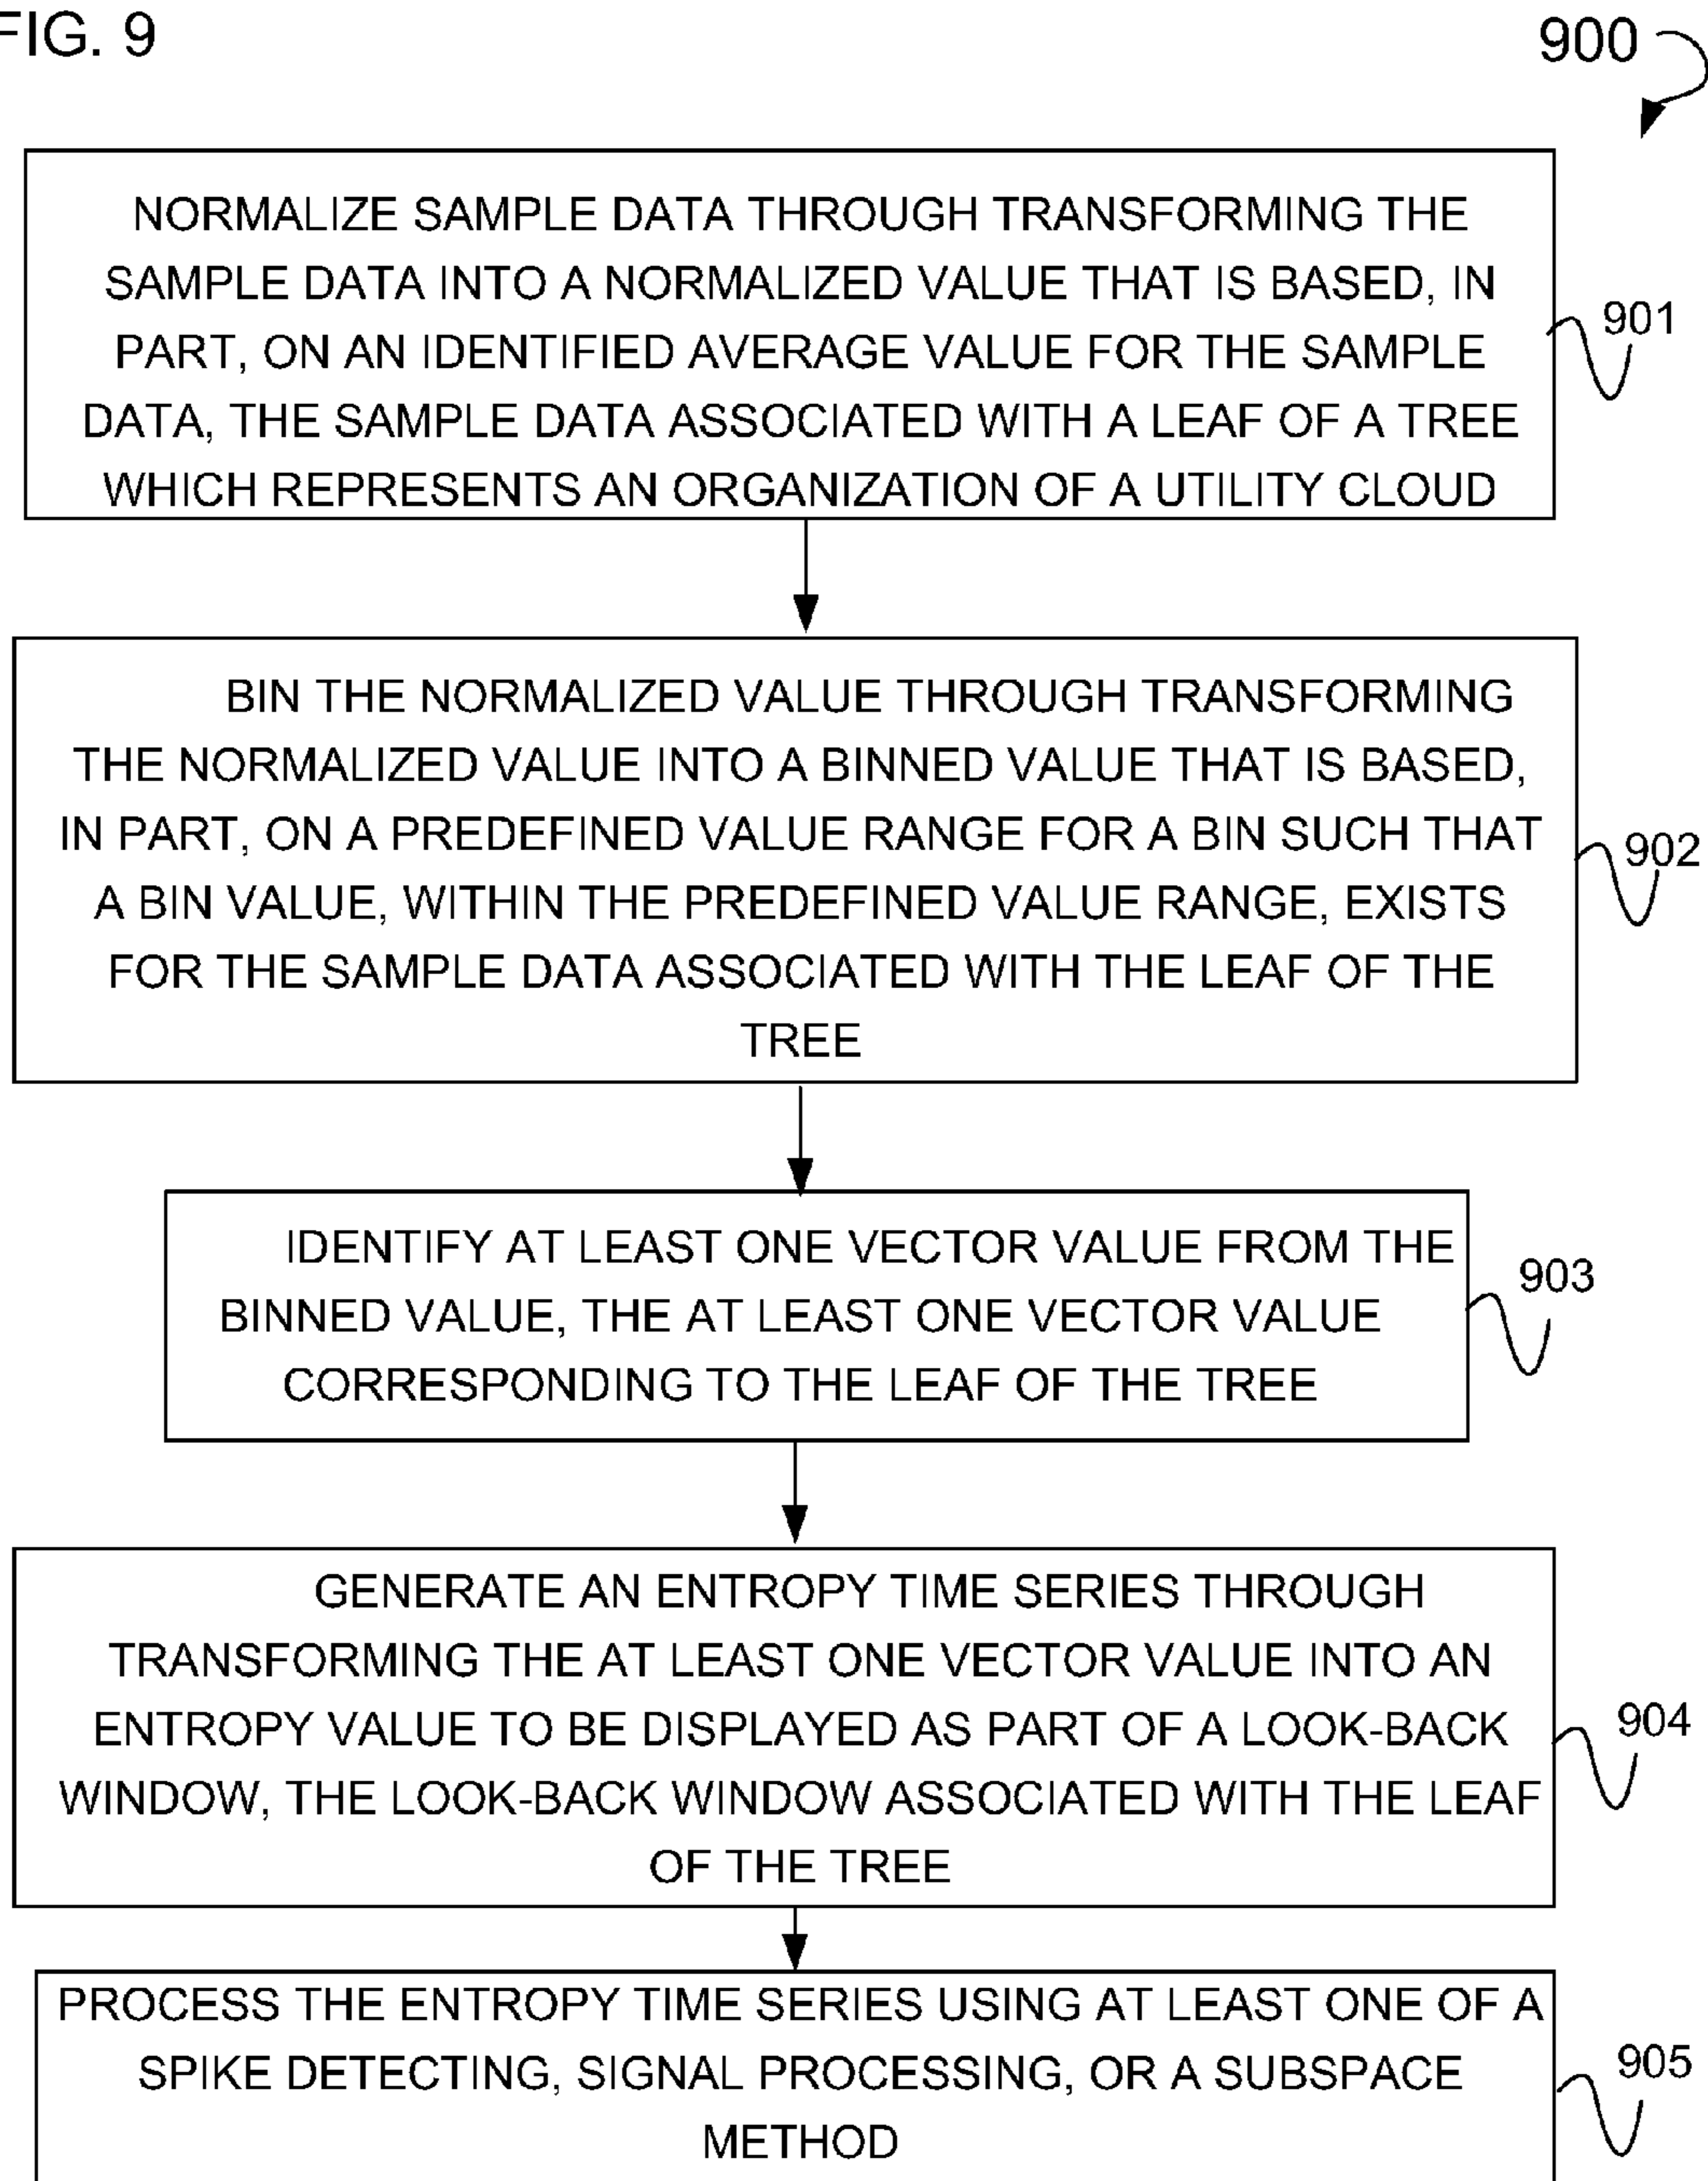 FIG. 9
900
NORMALIZE SAMPLE DATA THROUGH TRANSFORMING THE
SAMPLE DATA INTO A NORMALIZED VALUE THAT IS BASED, IN
PART, ON AN IDENTIFIED AVERAGE VALUE FOR THE SAMPLE
DATA, THE SAMPLE DATA ASSOCIATED WITH A LEAF OF A TREE
WHICH REPRESENTS AN ORGANIZATION OF A UTILITY CLOUD
901
BIN THE NORMALIZED VALUE THROUGH TRANSFORMING
THE NORMALIZED VALUE INTO A BINNED VALUE THAT IS BASED,
IN PART, ON A PREDEFINED VALUE RANGE FOR A BIN SUCH THAT
A BIN VALUE, WITHIN THE PREDEFINED VALUE RANGE, EXISTS
FOR THE SAMPLE DATA ASSOCIATED WITH THE LEAF OF THE
TREE
902
IDENTIFY AT LEAST ONE VECTOR VALUE FROM THE
BINNED VALUE, THE AT LEAST ONE VECTOR VALUE
CORRESPONDING TO THE LEAF OF THE TREE
903
GENERATE AN ENTROPY TIME SERIES THROUGH
TRANSFORMING THE AT LEAST ONE VECTOR VALUE INTO AN
ENTROPY VALUE TO BE DISPLAYED AS PART OF A LOOK-BACK
WINDOW, THE LOOK-BACK WINDOW ASSOCIATED WITH THE LEAF
OF THE TREE
904
PROCESS THE ENTROPY TIME SERIES USING AT LEAST ONE OF A
SPIKE DETECTING, SIGNAL PROCESSING, OR A SUBSPACE
METHOD
905